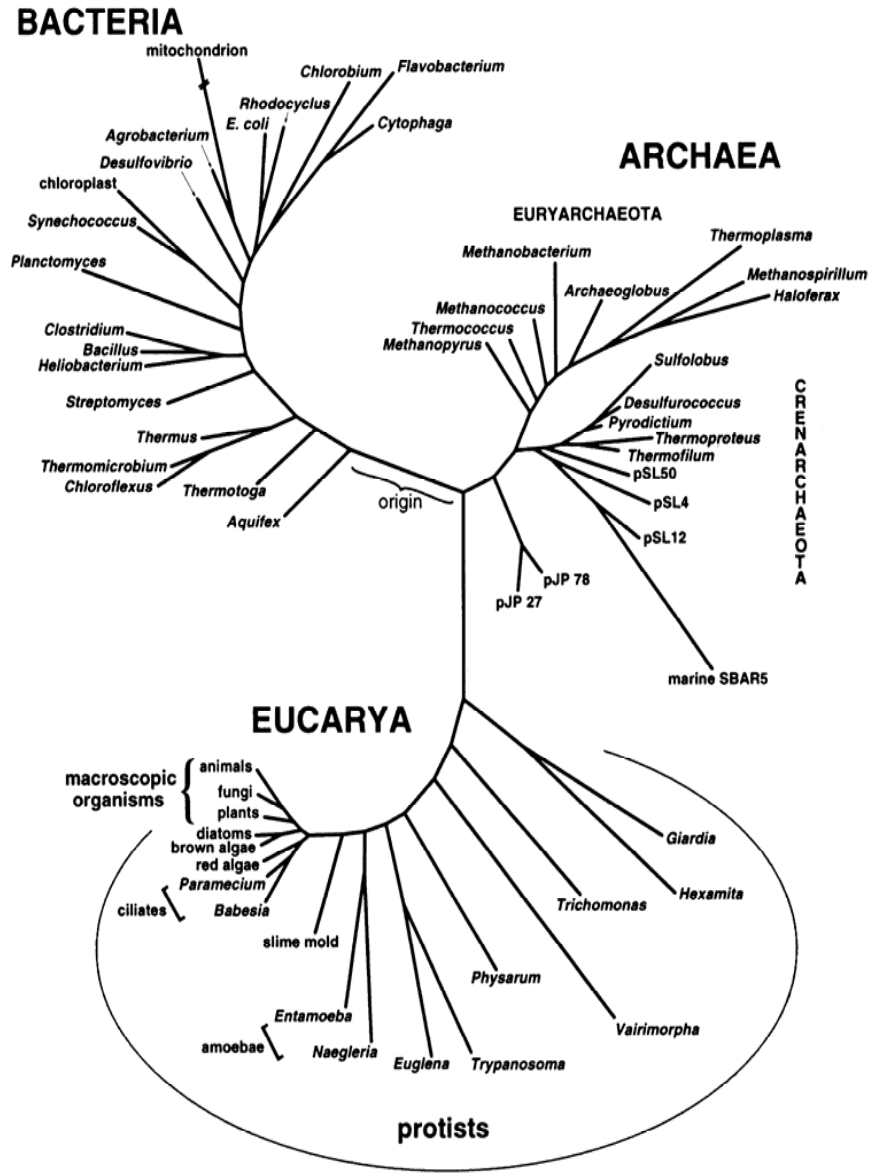 BACTERIA
mitochondrion
Chlorobium
Flavobacterium
Rhodocyclus
E. coli
Cytophaga
Agrobacterium
Desulfovibrio
chloroplast
Synechococcus
Planctomyces
Clostridium
Bacillus
Heliobacterium
Streptomyces
Thermus
Thermomicrobium
Chloroflexus
Thermotoga
Aquifex
origin
ARCHAEA
EURYARCHAEOTA
Methanobacterium
Thermoplasma
Archaeoglobus
Methanospirillum
Haloferax
Methanococcus
Thermococcus
Methanopyrus
Sulfolobus
Desulfurococcus
Pyrodictium
Thermoproteus
Thermofilum
pSL50
pSL4
pSL12
CRENARCHAEOTA
pJP 78
pJP 27
marine SBAR5
EUCARYA
macroscopic
organisms
animals
fungi
plants
diatoms
brown algae
red algae
Paramecium
ciliates
Babesia
slime mold
Entamoeba
amoebae
Naegleria
Euglena
Trypanosoma
Physarum
Vairimorpha
Trichomonas
Hexamita
Giardia
protists